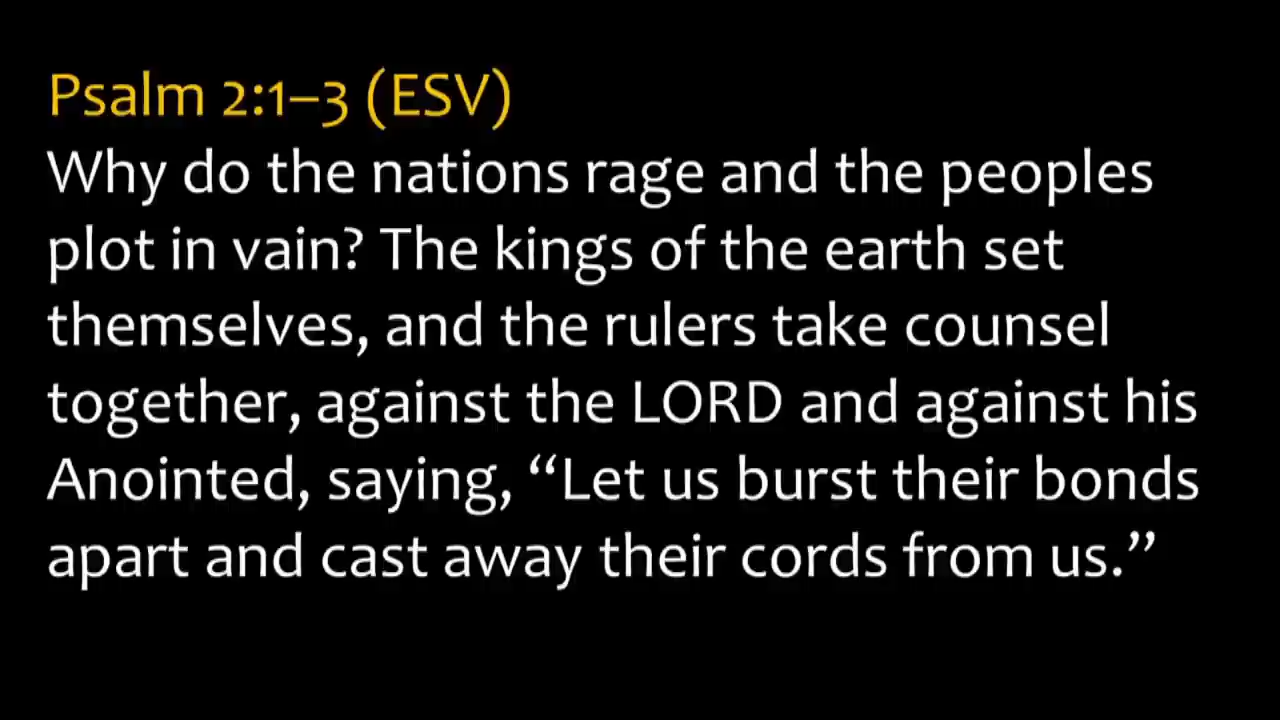 Psalm 2:1–3 (ESV)
Why do the nations rage and the peoples
plot in vain? The kings of the earth set
themselves, and the rulers take counsel
together, against the LORD and against his
Anointed, saying, “Let us burst their bonds
apart and cast away their cords from us.”